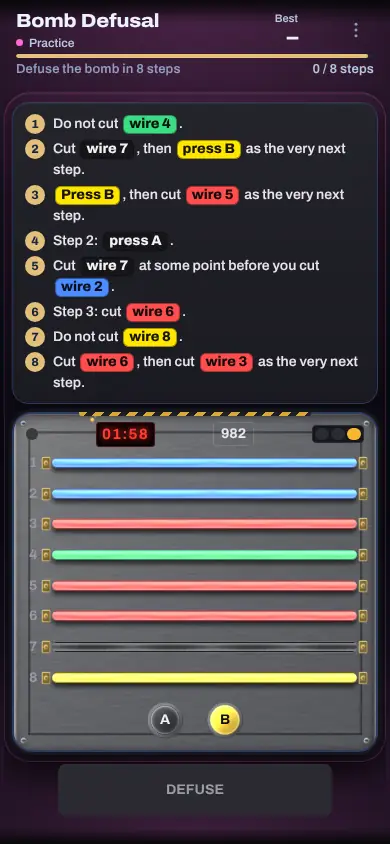 Bomb Defusal
Best
Practice
–
Defuse the bomb in 8 steps
0 / 8 steps
1 Do not cut wire 4 .
2 Cut wire 7 , then press B as the very next
step.
3 Press B , then cut wire 5 as the very next
step.
4 Step 2: press A .
5 Cut wire 7 at some point before you cut
wire 2 .
6 Step 3: cut wire 6 .
7 Do not cut wire 8 .
8 Cut wire 6 , then cut wire 3 as the very next
step.
01:58
982
1
2
3
4
5
6
7
8
A B
DEFUSE